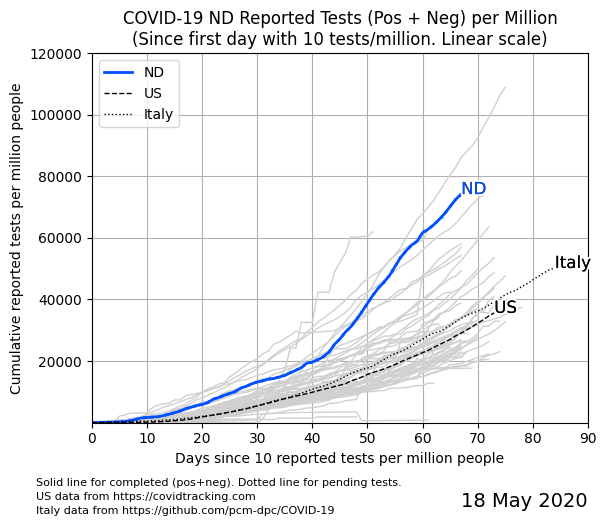 COVID-19 ND Reported Tests (Pos + Neg) per Million
(Since first day with 10 tests/million. Linear scale)
120000
100000
80000
60000
40000
20000
Cumulative reported tests per million people
ND
US
Italy
ND
Italy
US
0 10 20 30 40 50 60 70 80 90
Days since 10 reported tests per million people
Solid line for completed (pos+neg). Dotted line for pending tests.
US data from https://covidtracking.com
Italy data from https://github.com/pcm-dpc/COVID-19
18 May 2020